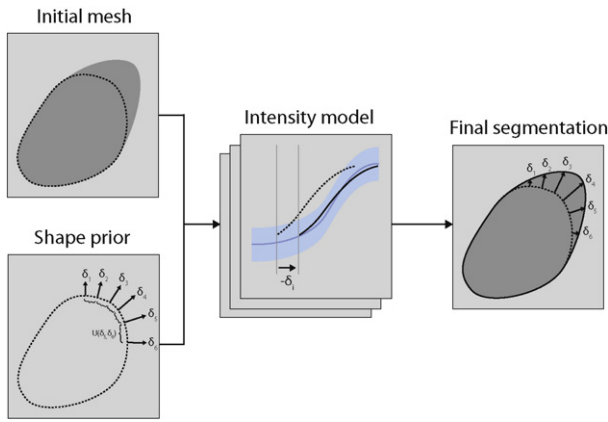 Initial mesh
Intensity model
-δᵢ
Final segmentation
δ₁ δ₂ δ₃
δ₄
δ₅
δ₆
Shape prior
δ₁ δ₂ δ₃
δ₄
δ₅
δ₆